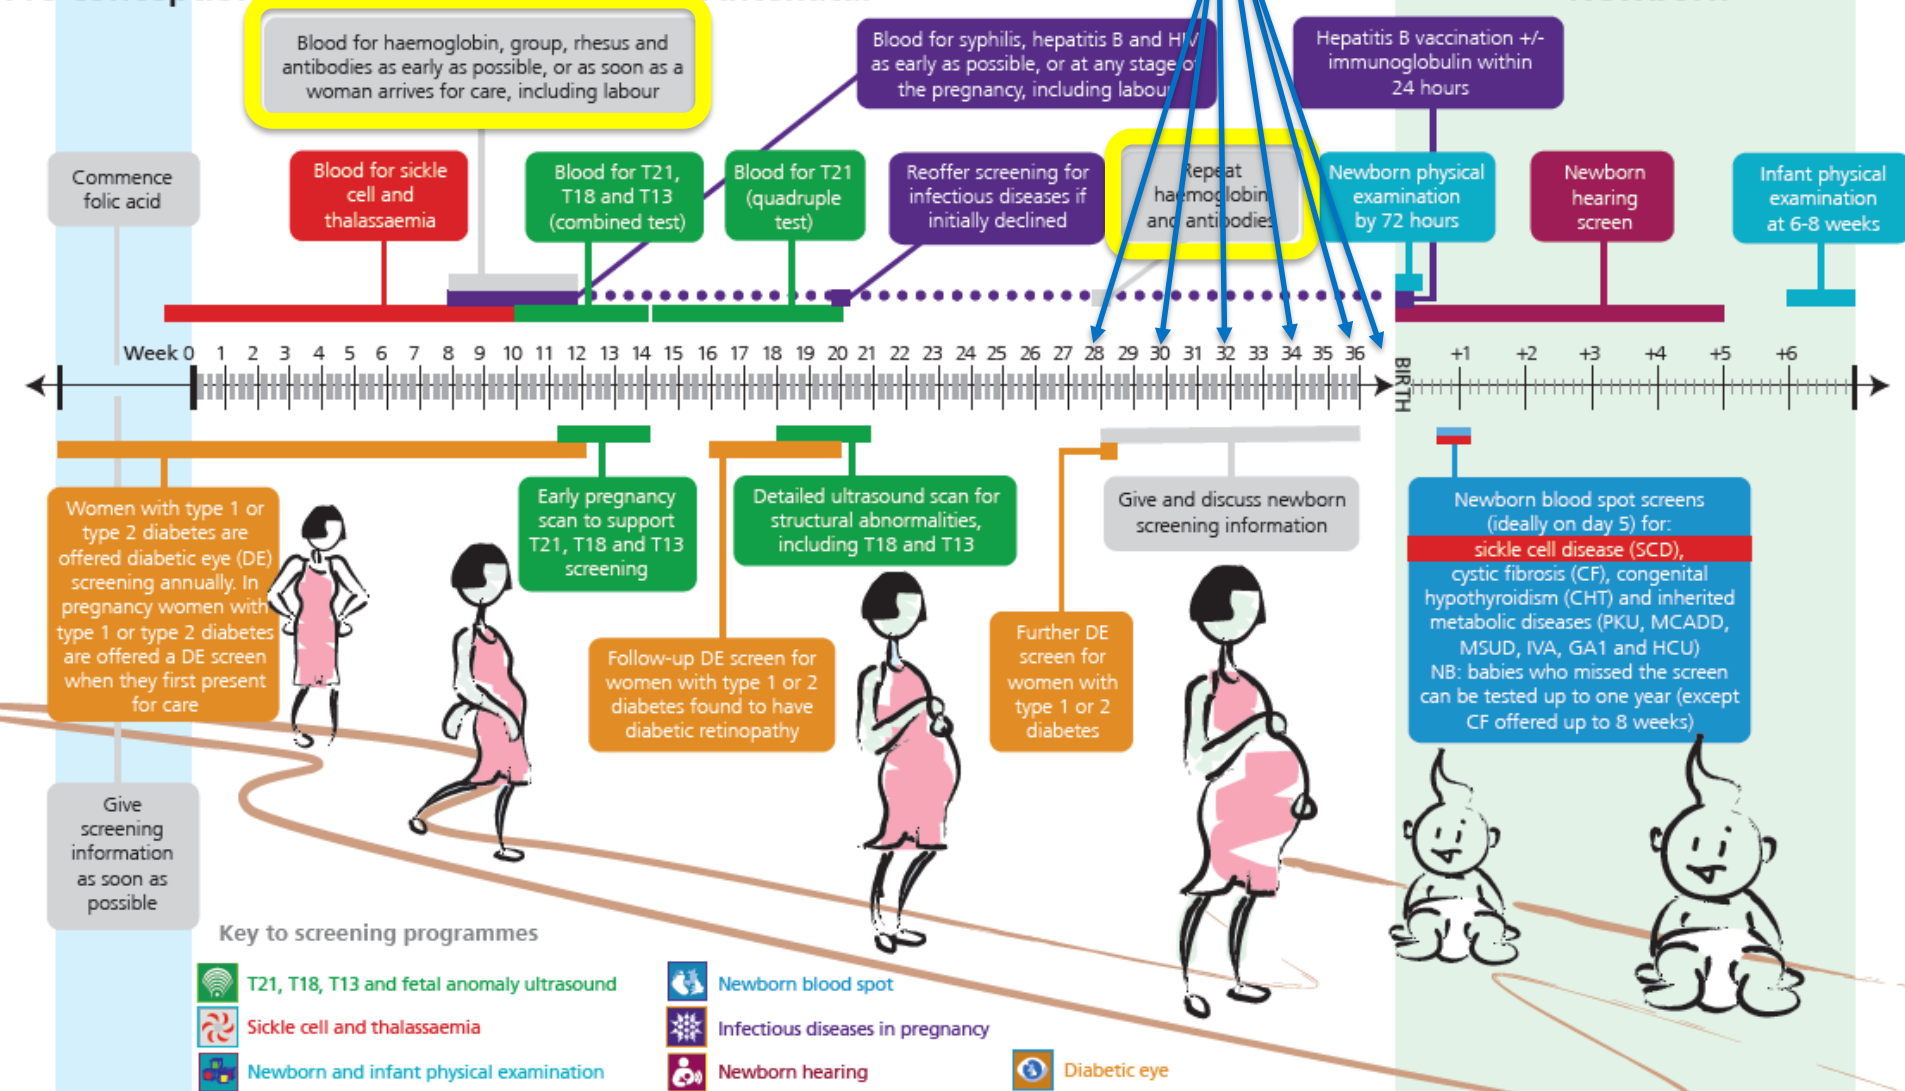 Blood for haemoglobin, group, rhesus and
antibodies as early as possible, or as soon as a
woman arrives for care, including labour
Blood for syphilis, hepatitis B and HIV
as early as possible, or at any stage of
the pregnancy, including labour
Hepatitis B vaccination +/-
immunoglobulin within
24 hours
Commence
folic acid
Blood for sickle
cell and
thalassaemia
Blood for T21,
T18 and T13
(combined test)
Blood for T21
(quadruple
test)
Reoffer screening for
infectious diseases if
initially declined
Repeat
haemoglobin
and antibodies
Newborn physical
examination
by 72 hours
Newborn
hearing
screen
Infant physical
examination
at 6-8 weeks
Week 0 1 2 3 4 5 6 7 8 9 10 11 12 13 14 15 16 17 18 19 20 21 22 23 24 25 26 27 28 29 30 31 32 33 34 35 36
BIRTH
+1 +2 +3 +4 +5 +6
Women with type 1 or
type 2 diabetes are
offered diabetic eye (DE)
screening annually. In
pregnancy women with
type 1 or type 2 diabetes
are offered a DE screen
when they first present
for care
Early pregnancy
scan to support
T21, T18 and T13
screening
Detailed ultrasound scan for
structural abnormalities,
including T18 and T13
Give and discuss newborn
screening information
Newborn blood spot screens
(ideally on day 5) for:
sickle cell disease (SCD),
cystic fibrosis (CF), congenital
hypothyroidism (CHT) and inherited
metabolic diseases (PKU, MCADD,
MSUD, IVA, GA1 and HCU)
NB: babies who missed the screen
can be tested up to one year (except
CF offered up to 8 weeks)
Follow-up DE screen for
women with type 1 or 2
diabetes found to have
diabetic retinopathy
Further DE
screen for
women with
type 1 or 2
diabetes
Give
screening
information
as soon as
possible
Key to screening programmes
T21, T18, T13 and fetal anomaly ultrasound
Sickle cell and thalassaemia
Newborn and infant physical examination
Newborn blood spot
Infectious diseases in pregnancy
Newborn hearing
Diabetic eye